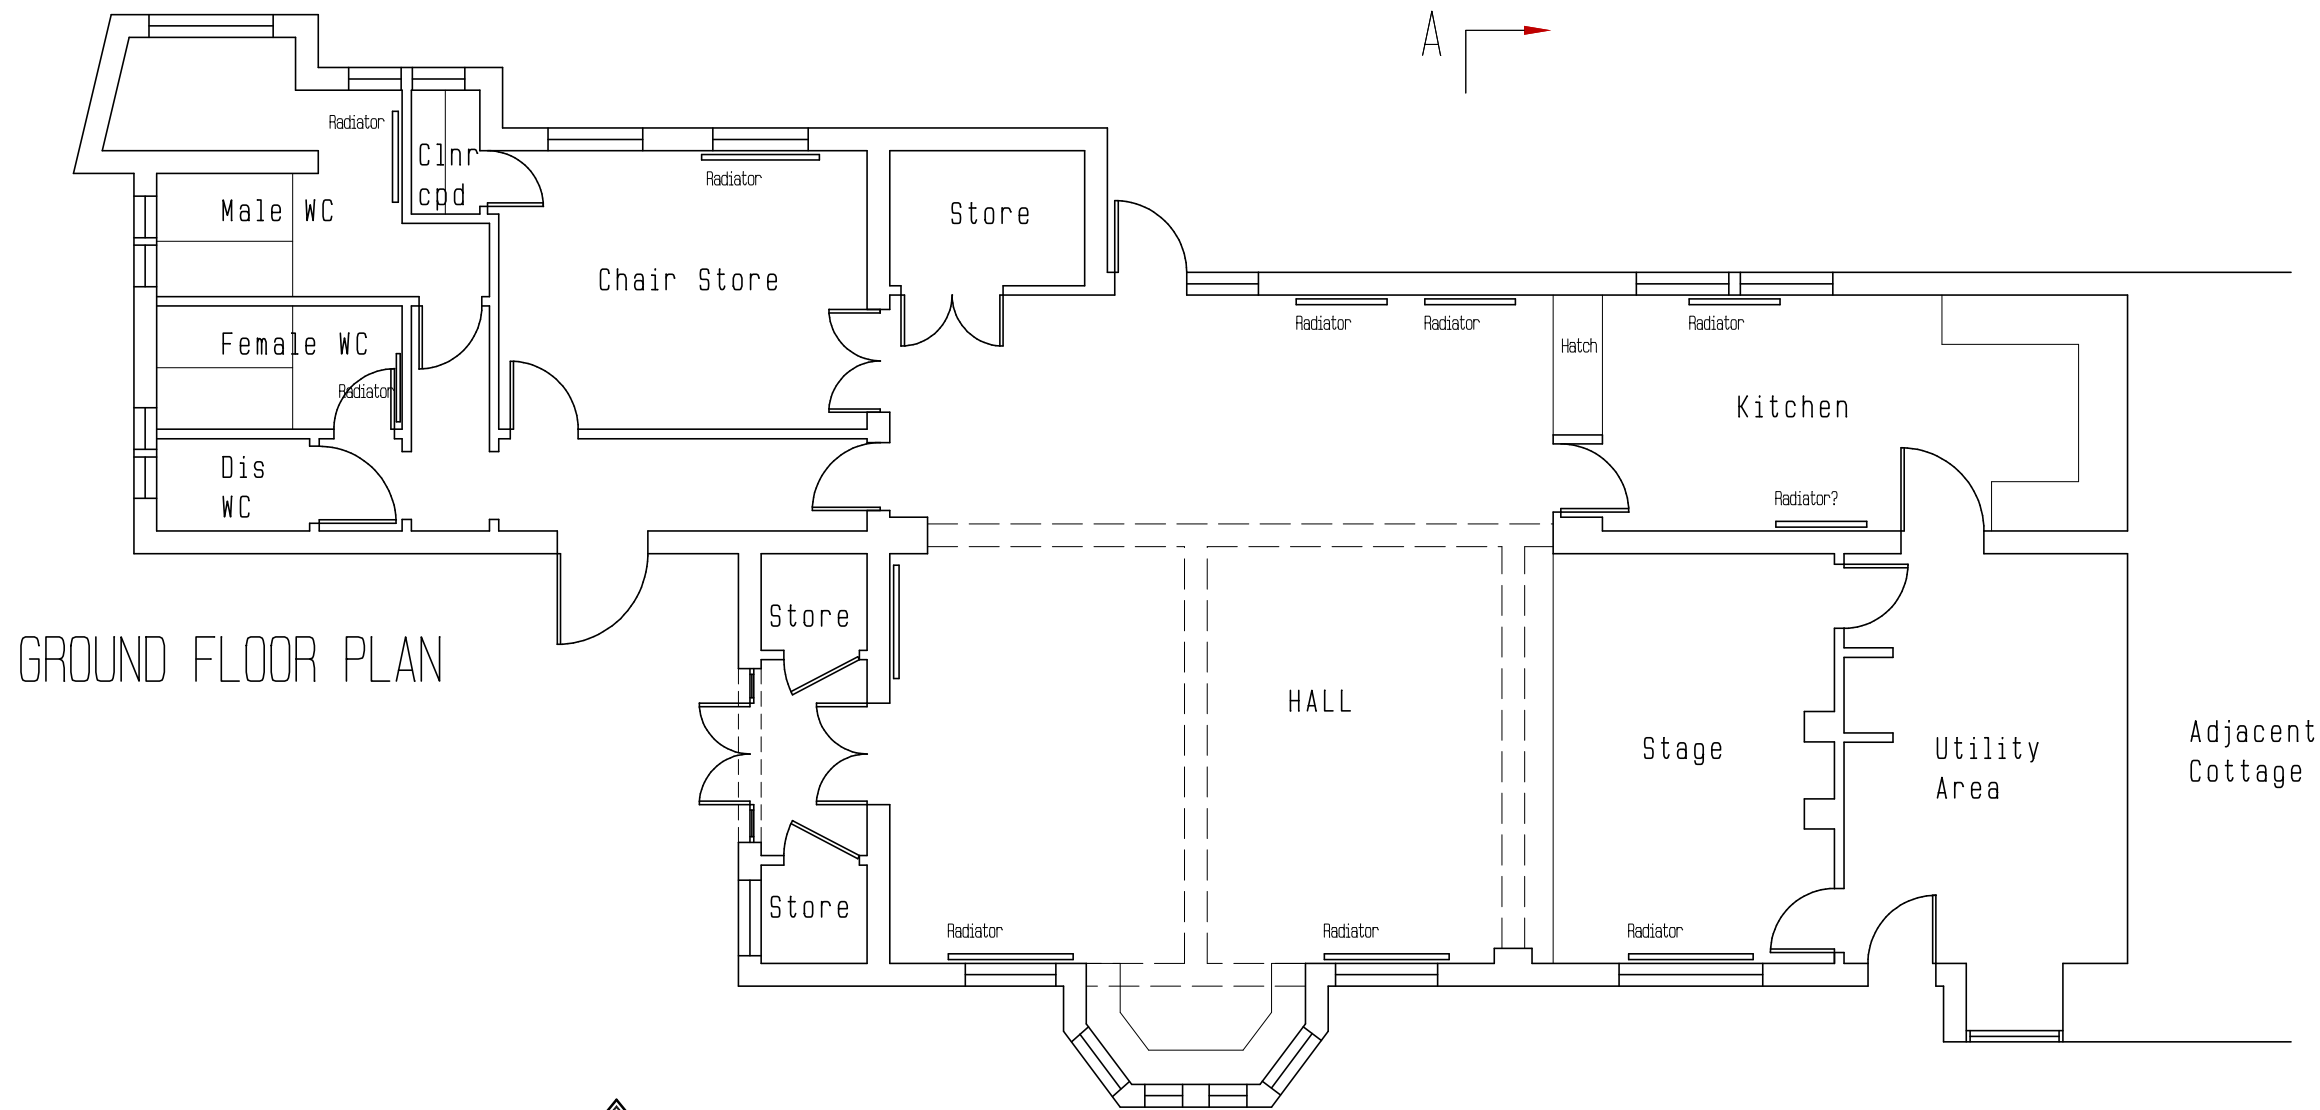 A
Radiator
Clnr
cpd
Radiator
Male WC
Store
Chair Store
Radiator
Radiator
Radiator
Hatch
Female WC
Radiator
Kitchen
Dis
WC
Radiator?
Store
GROUND FLOOR PLAN
HALL
Stage
Utility
Area
Adjacent
Cottage
Store
Radiator
Radiator
Radiator